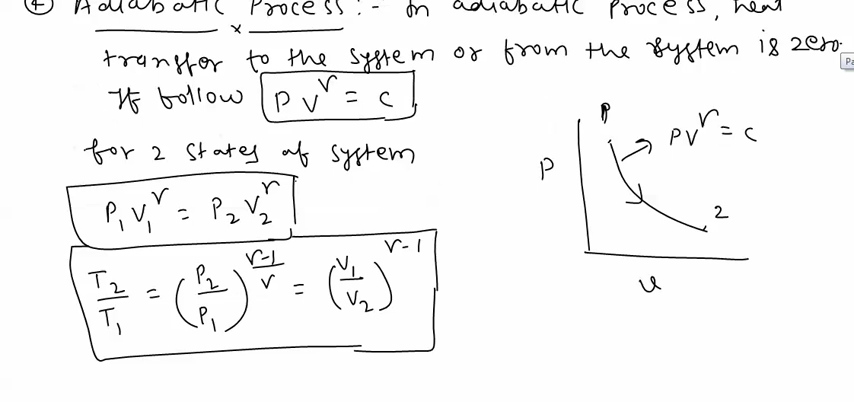 ④ Adiabatic Process :- In adiabatic process, heat
transfer to the system or from the system is zero.
It follow PV^γ = C
for 2 states of system
P₁V₁^γ = P₂V₂^γ
T₂/T₁ = (P₂/P₁)^(γ-1/γ) = (V₁/V₂)^(γ-1)
P
PV^γ = C
P
2
v
Pa